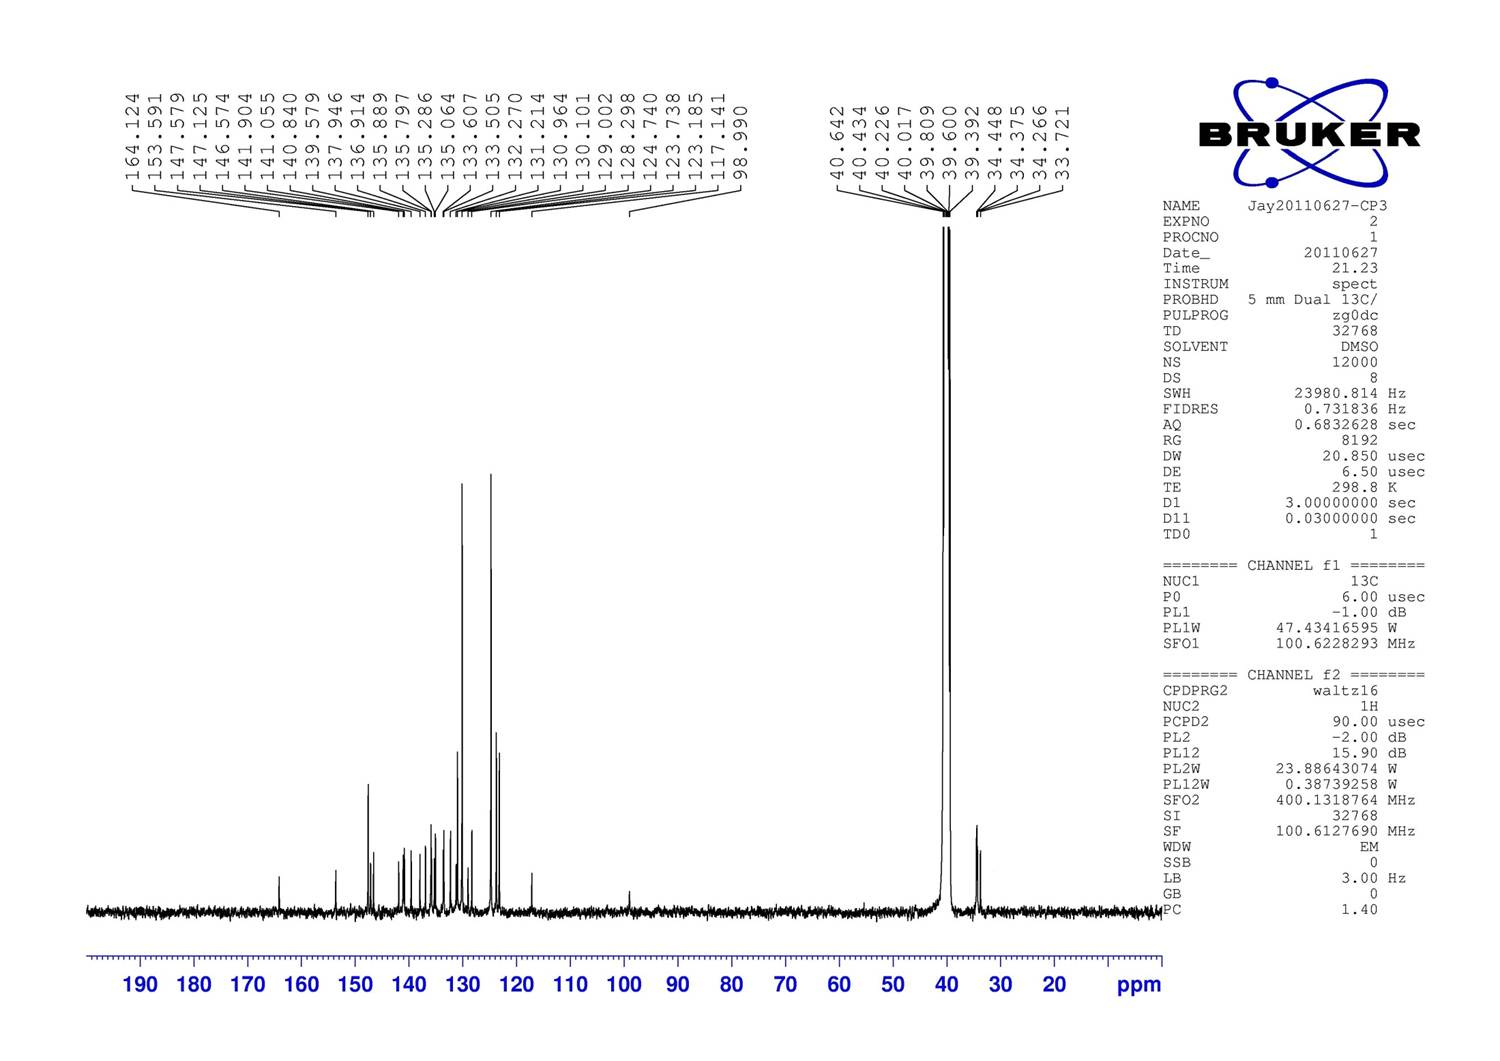 164.124
153.591
147.579
147.125
146.574
141.904
141.055
140.840
139.579
137.946
136.914
135.889
135.797
135.286
135.064
133.607
133.505
132.270
131.214
130.964
130.101
129.002
128.298
124.740
123.738
123.185
117.141
98.990
40.642
40.434
40.226
40.017
39.809
39.600
39.392
34.448
34.375
34.266
33.721
BRUKER
NAME Jay20110627-CP3
EXPNO 2
PROCNO 1
Date_ 20110627
Time 21.23
INSTRUM spect
PROBHD 5 mm Dual 13C/
PULPROG zg0dc
TD 32768
SOLVENT DMSO
NS 12000
DS 8
SWH 23980.814 Hz
FIDRES 0.731836 Hz
AQ 0.6832628 sec
RG 8192
DW 20.850 usec
DE 6.50 usec
TE 298.8 K
D1 3.00000000 sec
D11 0.03000000 sec
TD0 1
======== CHANNEL f1 ========
NUC1 13C
P0 6.00 usec
PL1 -1.00 dB
PL1W 47.43416595 W
SFO1 100.6228293 MHz
======== CHANNEL f2 ========
CPDPRG2 waltz16
NUC2 1H
PCPD2 90.00 usec
PL2 -2.00 dB
PL12 15.90 dB
PL2W 23.88643074 W
PL12W 0.38739258 W
SFO2 400.1318764 MHz
SI 32768
SF 100.6127690 MHz
WDW EM
SSB 0
LB 3.00 Hz
GB 0
PC 1.40
190 180 170 160 150 140 130 120 110 100 90 80 70 60 50 40 30 20 ppm